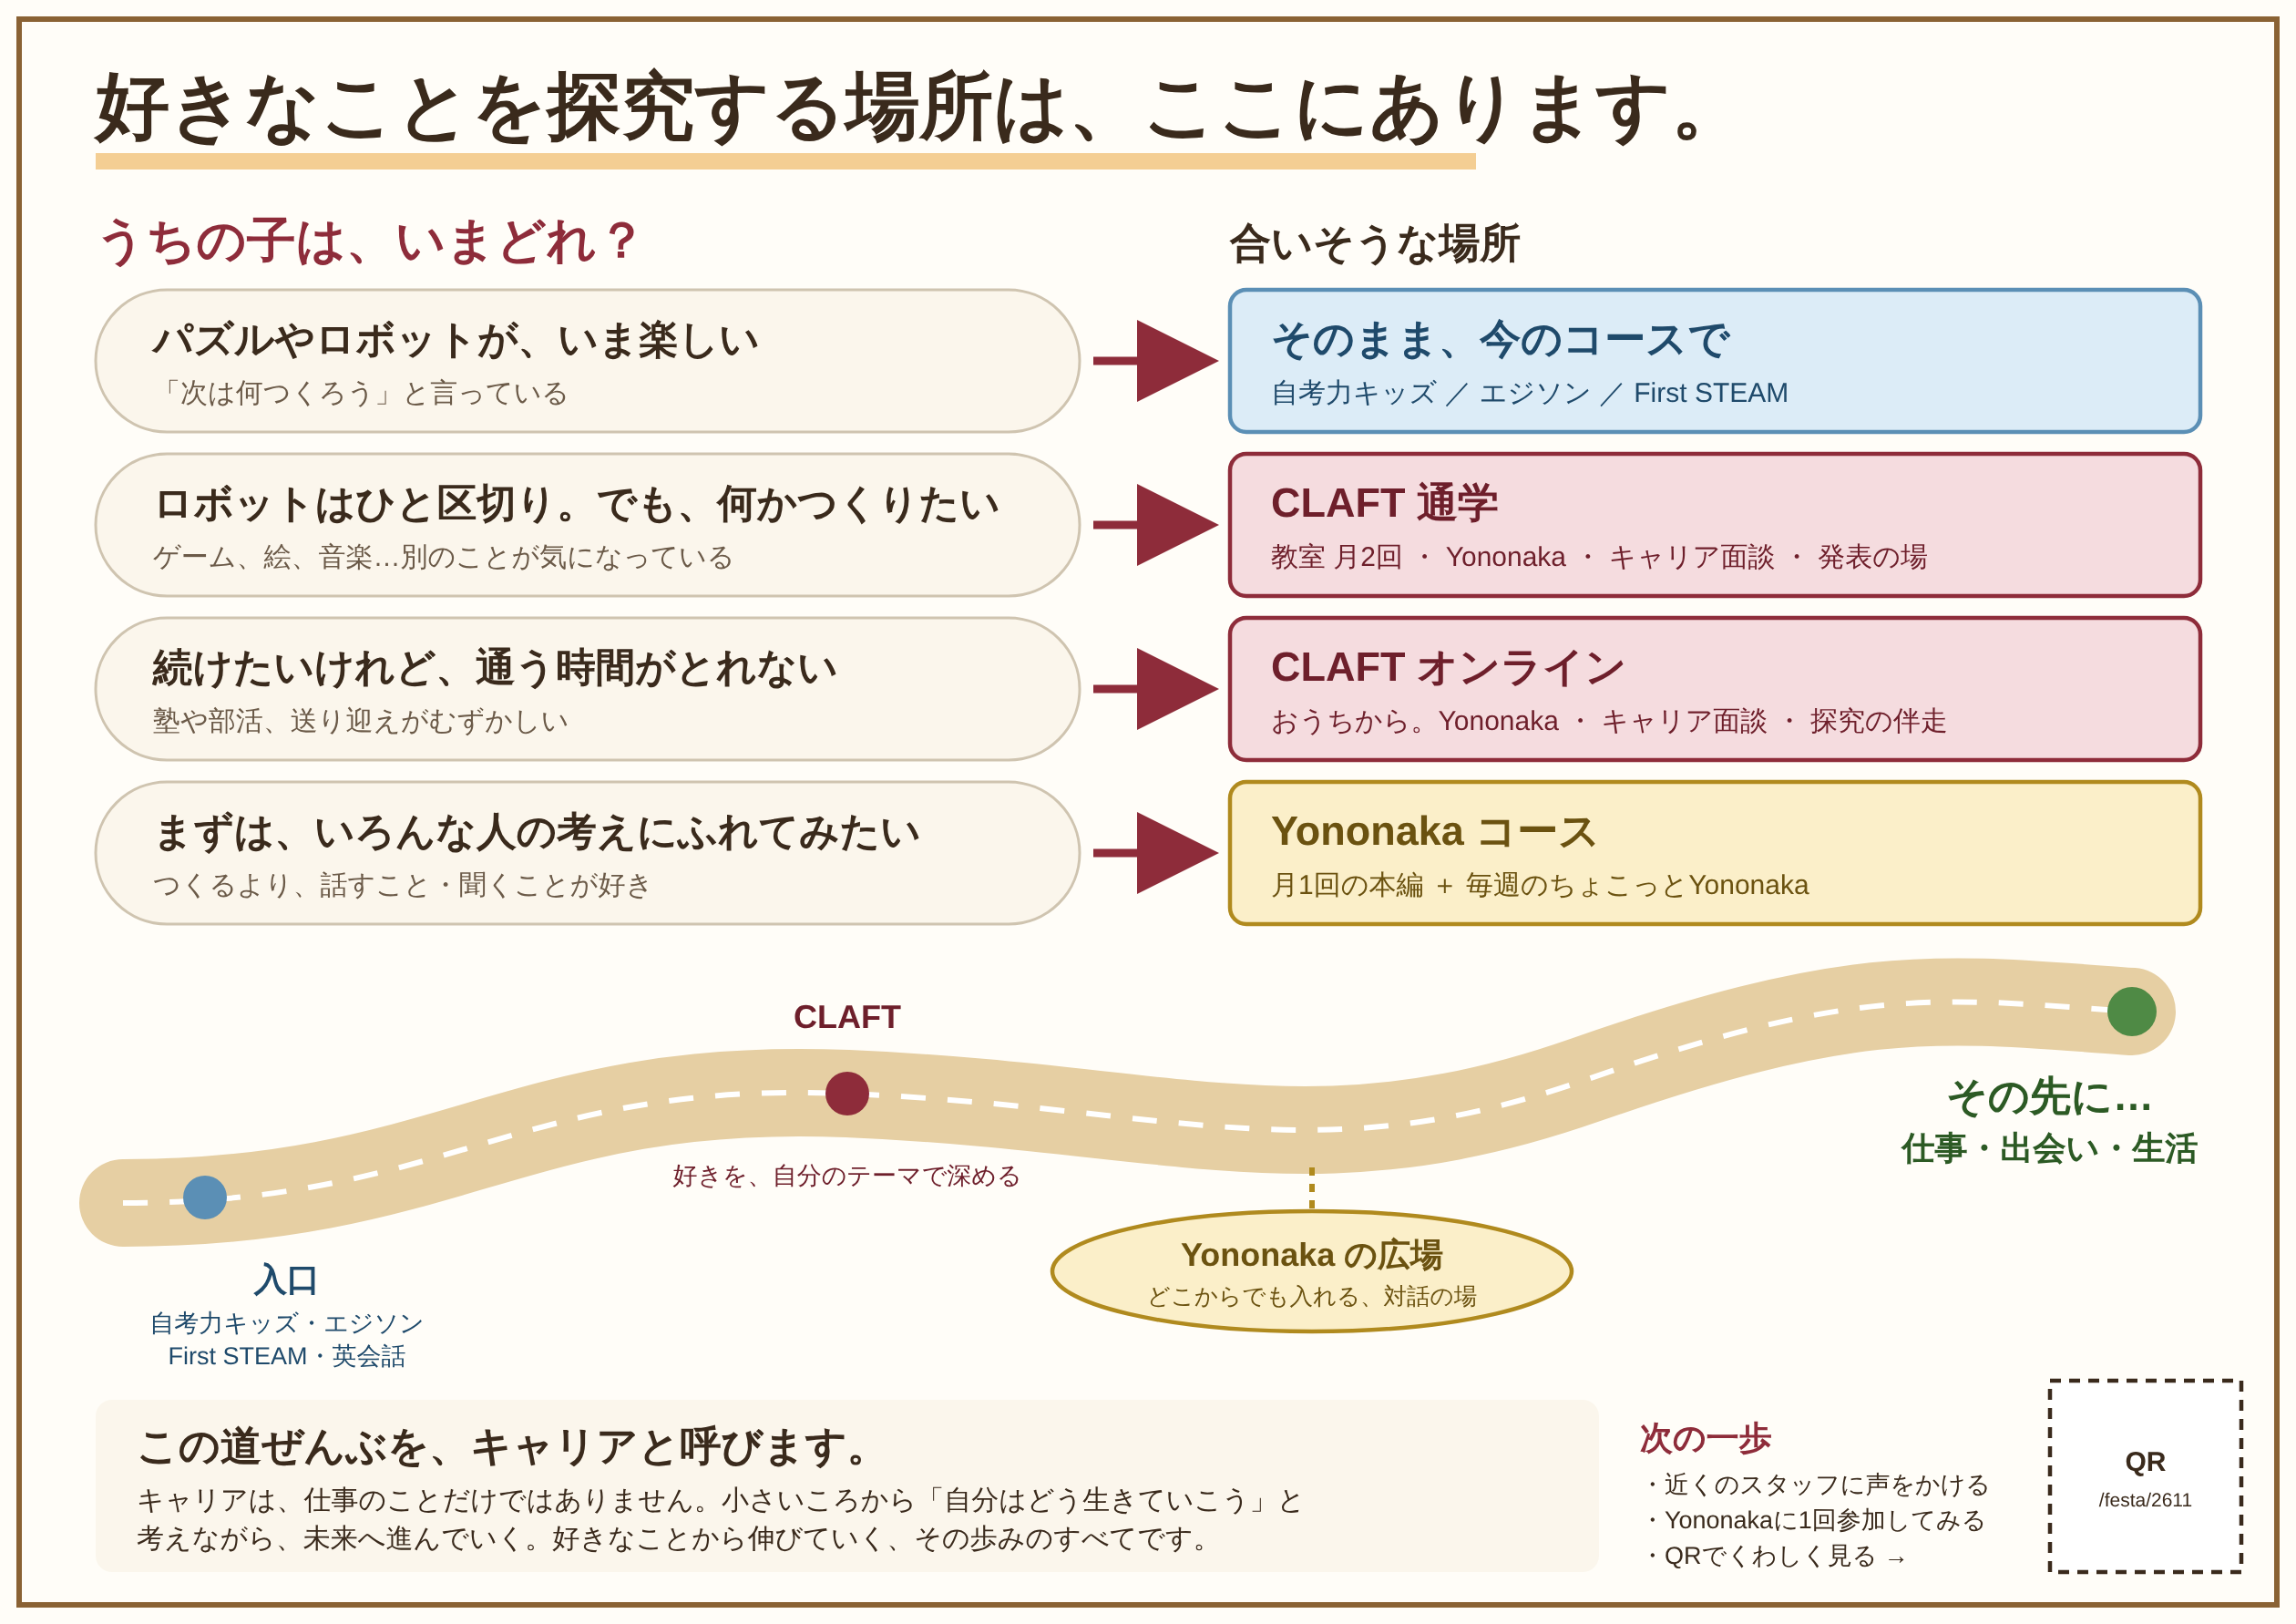 好きなことを探究する場所は、ここにあります。
うちの子は、いまどれ？
合いそうな場所
パズルやロボットが、いま楽しい
「次は何つくろう」と言っている
そのまま、今のコースで
自考力キッズ ／ エジソン ／ First STEAM
ロボットはひと区切り。でも、何かつくりたい
ゲーム、絵、音楽…別のことが気になっている
CLAFT 通学
教室 月2回 ・ Yononaka ・ キャリア面談 ・ 発表の場
続けたいけれど、通う時間がとれない
塾や部活、送り迎えがむずかしい
CLAFT オンライン
おうちから。Yononaka ・ キャリア面談 ・ 探究の伴走
まずは、いろんな人の考えにふれてみたい
つくるより、話すこと・聞くことが好き
Yononaka コース
月1回の本編 ＋ 毎週のちょこっとYononaka
CLAFT
好きを、自分のテーマで深める
その先に…
仕事・出会い・生活
Yononaka の広場
どこからでも入れる、対話の場
入口
自考力キッズ・エジソン
First STEAM・英会話
この道ぜんぶを、キャリアと呼びます。
キャリアは、仕事のことだけではありません。小さいころから「自分はどう生きていこう」と
考えながら、未来へ進んでいく。好きなことから伸びていく、その歩みのすべてです。
次の一歩
・近くのスタッフに声をかける
・Yononakaに1回参加してみる
・QRでくわしく見る →
QR
/festa/2611